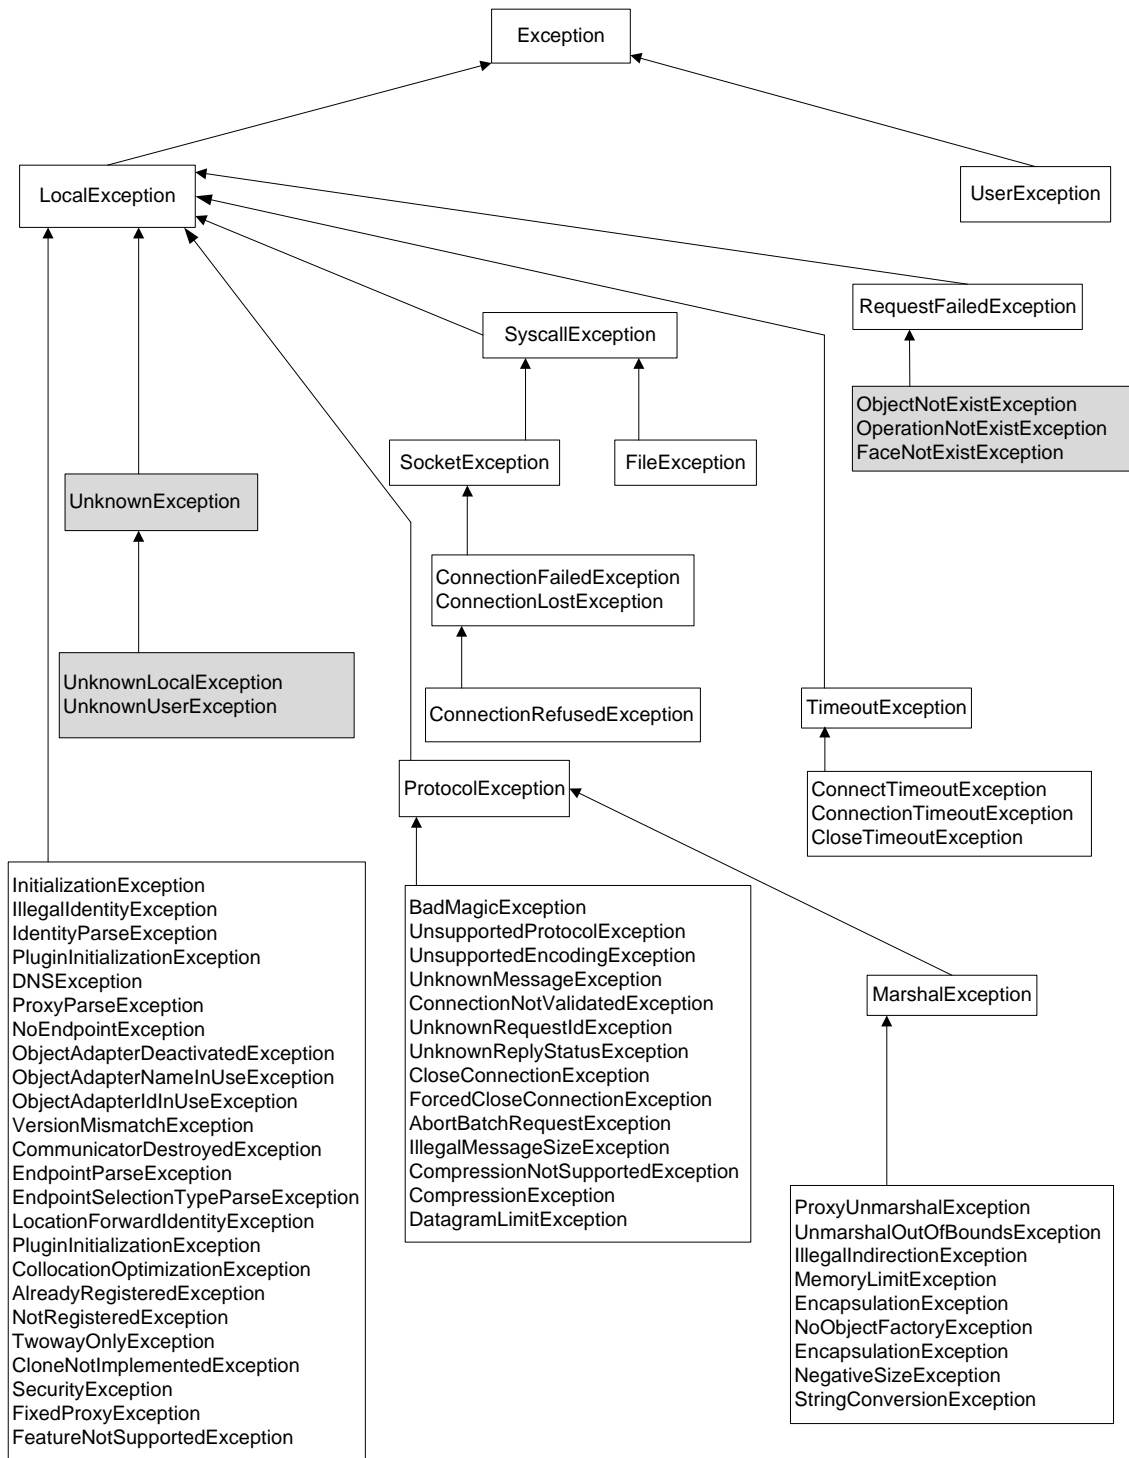 Exception
LocalException
UserException
RequestFailedException
SyscallException
ObjectNotExistException
OperationNotExistException
FaceNotExistException
SocketException
FileException
UnknownException
ConnectionFailedException
ConnectionLostException
UnknownLocalException
UnknownUserException
ConnectionRefusedException
TimeoutException
ProtocolException
ConnectTimeoutException
ConnectionTimeoutException
CloseTimeoutException
InitializationException
IllegalIdentityException
IdentityParseException
PluginInitializationException
DNSException
ProxyParseException
NoEndpointException
ObjectAdapterDeactivatedException
ObjectAdapterNameInUseException
ObjectAdapterIdInUseException
VersionMismatchException
CommunicatorDestroyedException
EndpointParseException
EndpointSelectionTypeParseException
LocationForwardIdentityException
PluginInitializationException
CollocationOptimizationException
AlreadyRegisteredException
NotRegisteredException
TwowayOnlyException
CloneNotImplementedException
SecurityException
FixedProxyException
FeatureNotSupportedException
BadMagicException
UnsupportedProtocolException
UnsupportedEncodingException
UnknownMessageException
ConnectionNotValidatedException
UnknownRequestIdException
UnknownReplyStatusException
CloseConnectionException
ForcedCloseConnectionException
AbortBatchRequestException
IllegalMessageSizeException
CompressionNotSupportedException
CompressionException
DatagramLimitException
MarshalException
ProxyUnmarshalException
UnmarshalOutOfBoundsException
IllegalIndirectionException
MemoryLimitException
EncapsulationException
NoObjectFactoryException
EncapsulationException
NegativeSizeException
StringConversionException